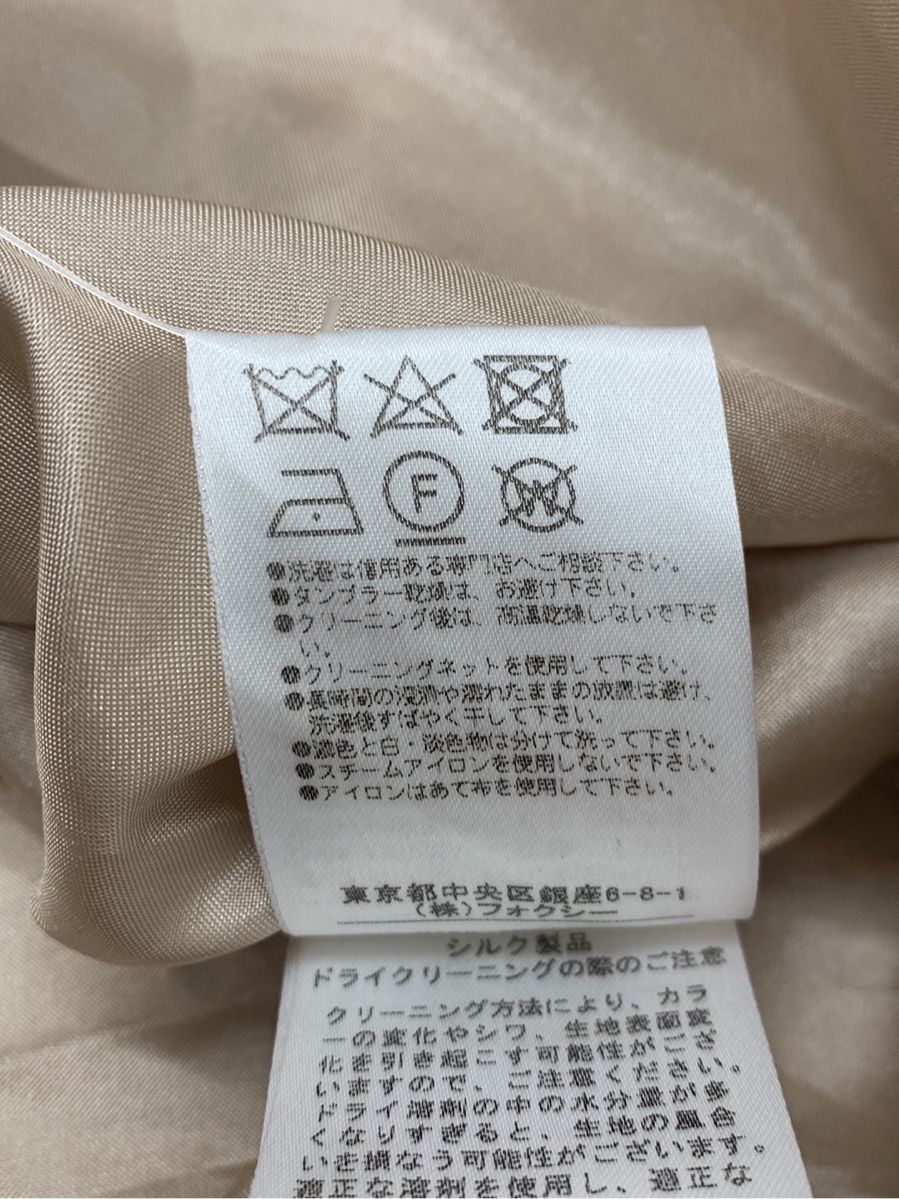 F
W
●洗濯は信用ある専門店へご相談下さい。
●タンブラー乾燥は、お避け下さい。
●クリーニング後は、高温乾燥しないで下さ
い。
●クリーニングネットを使用して下さい。
●長時間の浸漬や濡れたままの放置は避け、
洗濯後すばやく干して下さい。
●濃色と白・淡色物は分けて洗って下さい。
●スチームアイロンを使用しないで下さい。
●アイロンはあて布を使用して下さい。
東京都中央区銀座6-8-1
(株)フォクシー
シルク製品
ドライクリーニングの際のご注意
クリーニング方法により、カラ
ーの変化やシワ、生地表面変
化を引き起こす可能性がござ
いますので、ご注意ください。
ドライ溶剤の中の水分量が多
くなりすぎると、生地の風合
いを損なう可能性がございます。
適正な溶剤を使用し、適正な